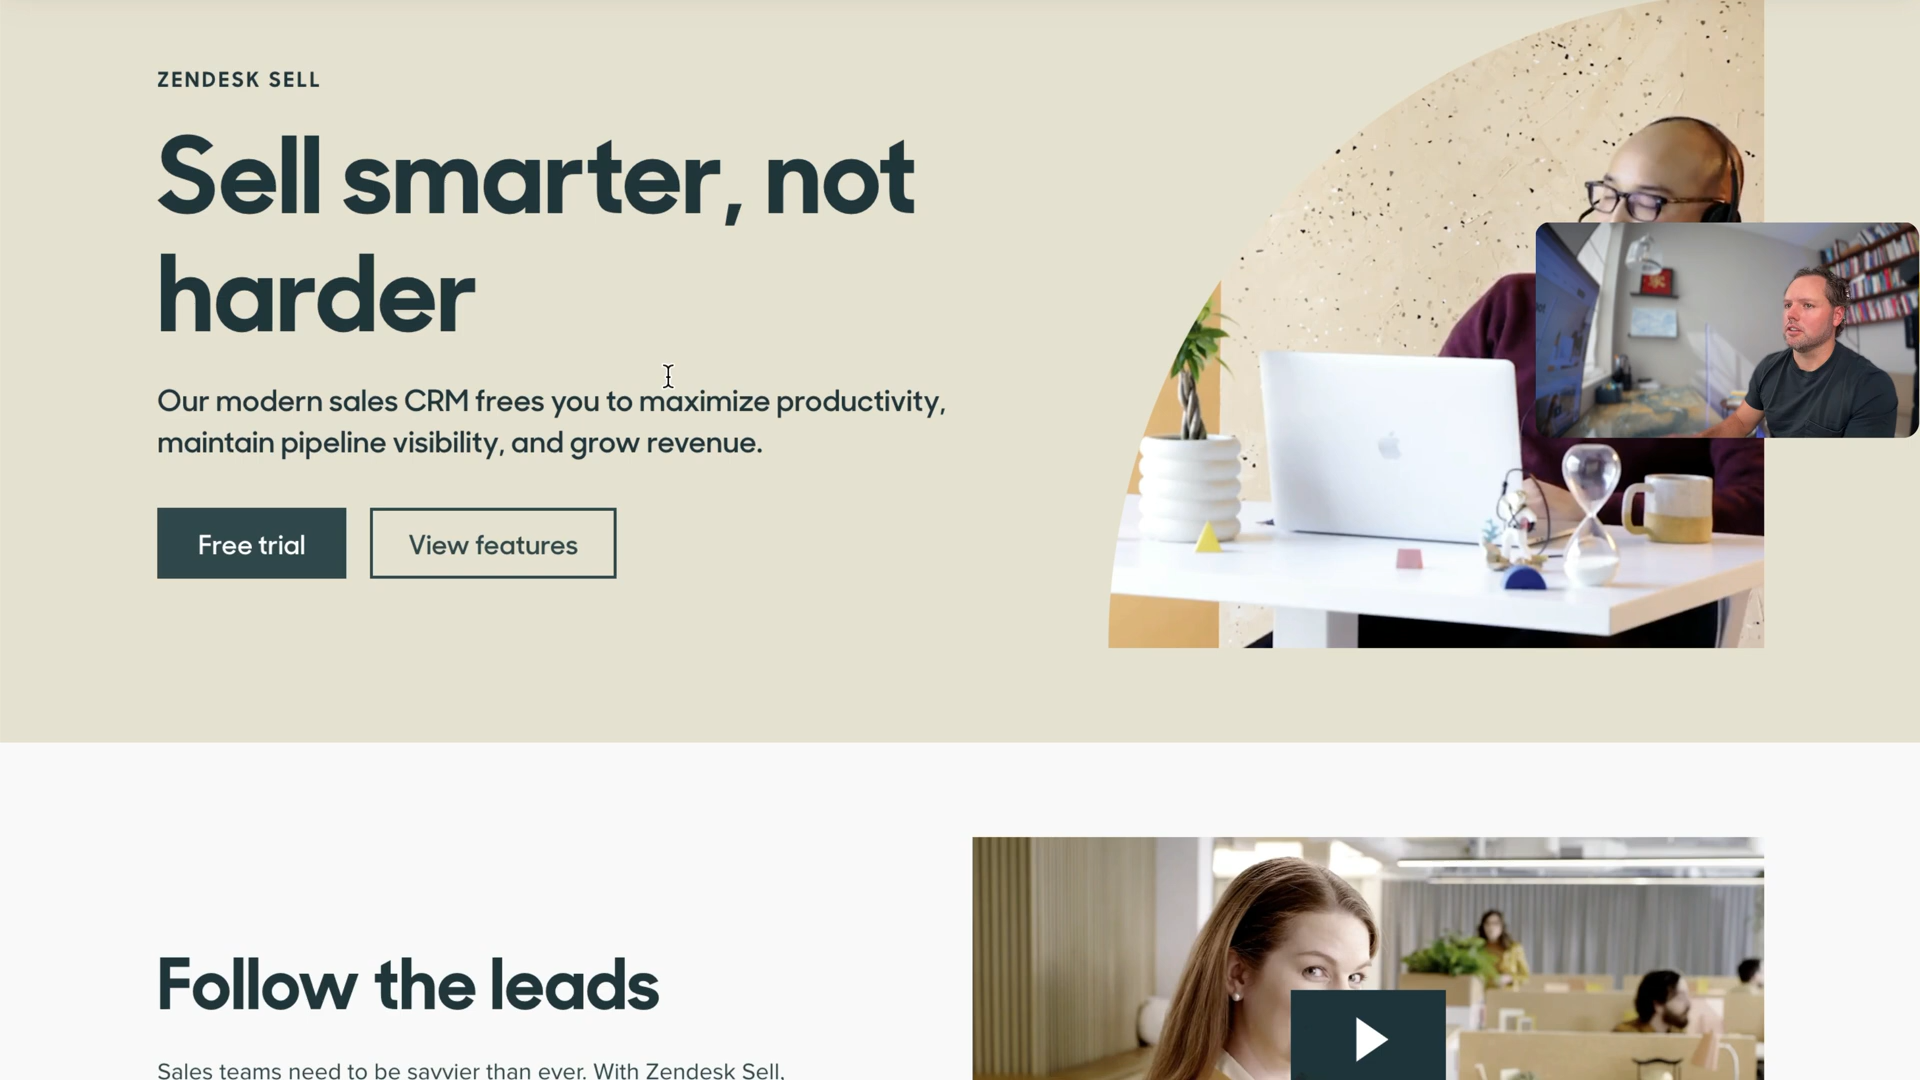 ZENDESK SELL
Sell smarter, not
harder
Our modern sales CRM frees you to maximize productivity,
maintain pipeline visibility, and grow revenue.
Free trial
View features
Follow the leads
Sales teams need to be savvier than ever. With Zendesk Sell,